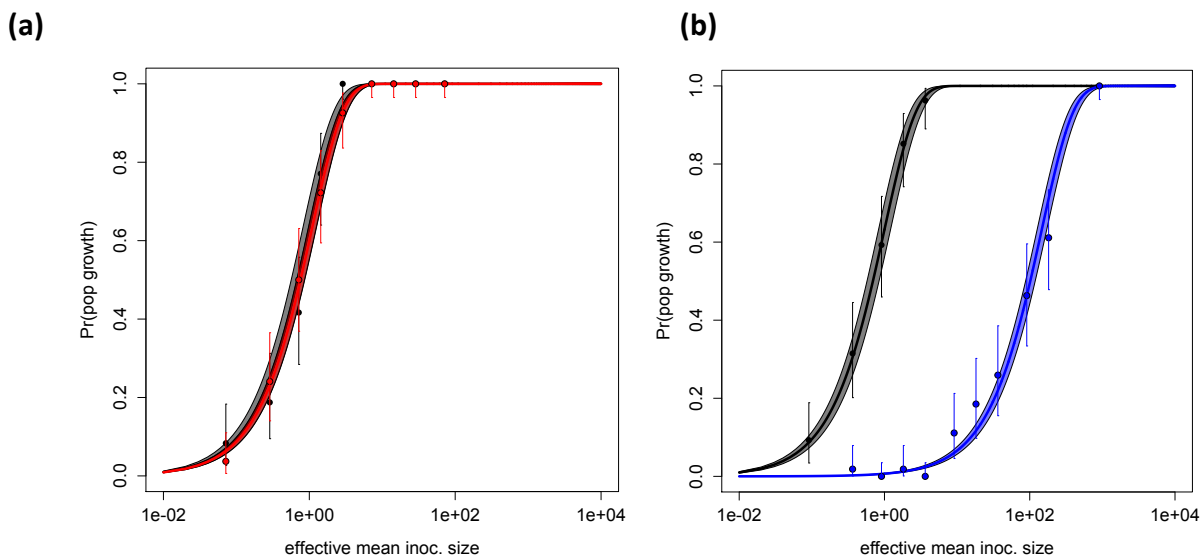 (a)
(b)
Pr(pop growth)
1.0
0.8
0.6
0.4
0.2
0.0
1e-02
1e+00
1e+02
1e+04
effective mean inoc. size
Pr(pop growth)
1.0
0.8
0.6
0.4
0.2
0.0
1e-02
1e+00
1e+02
1e+04
effective mean inoc. size